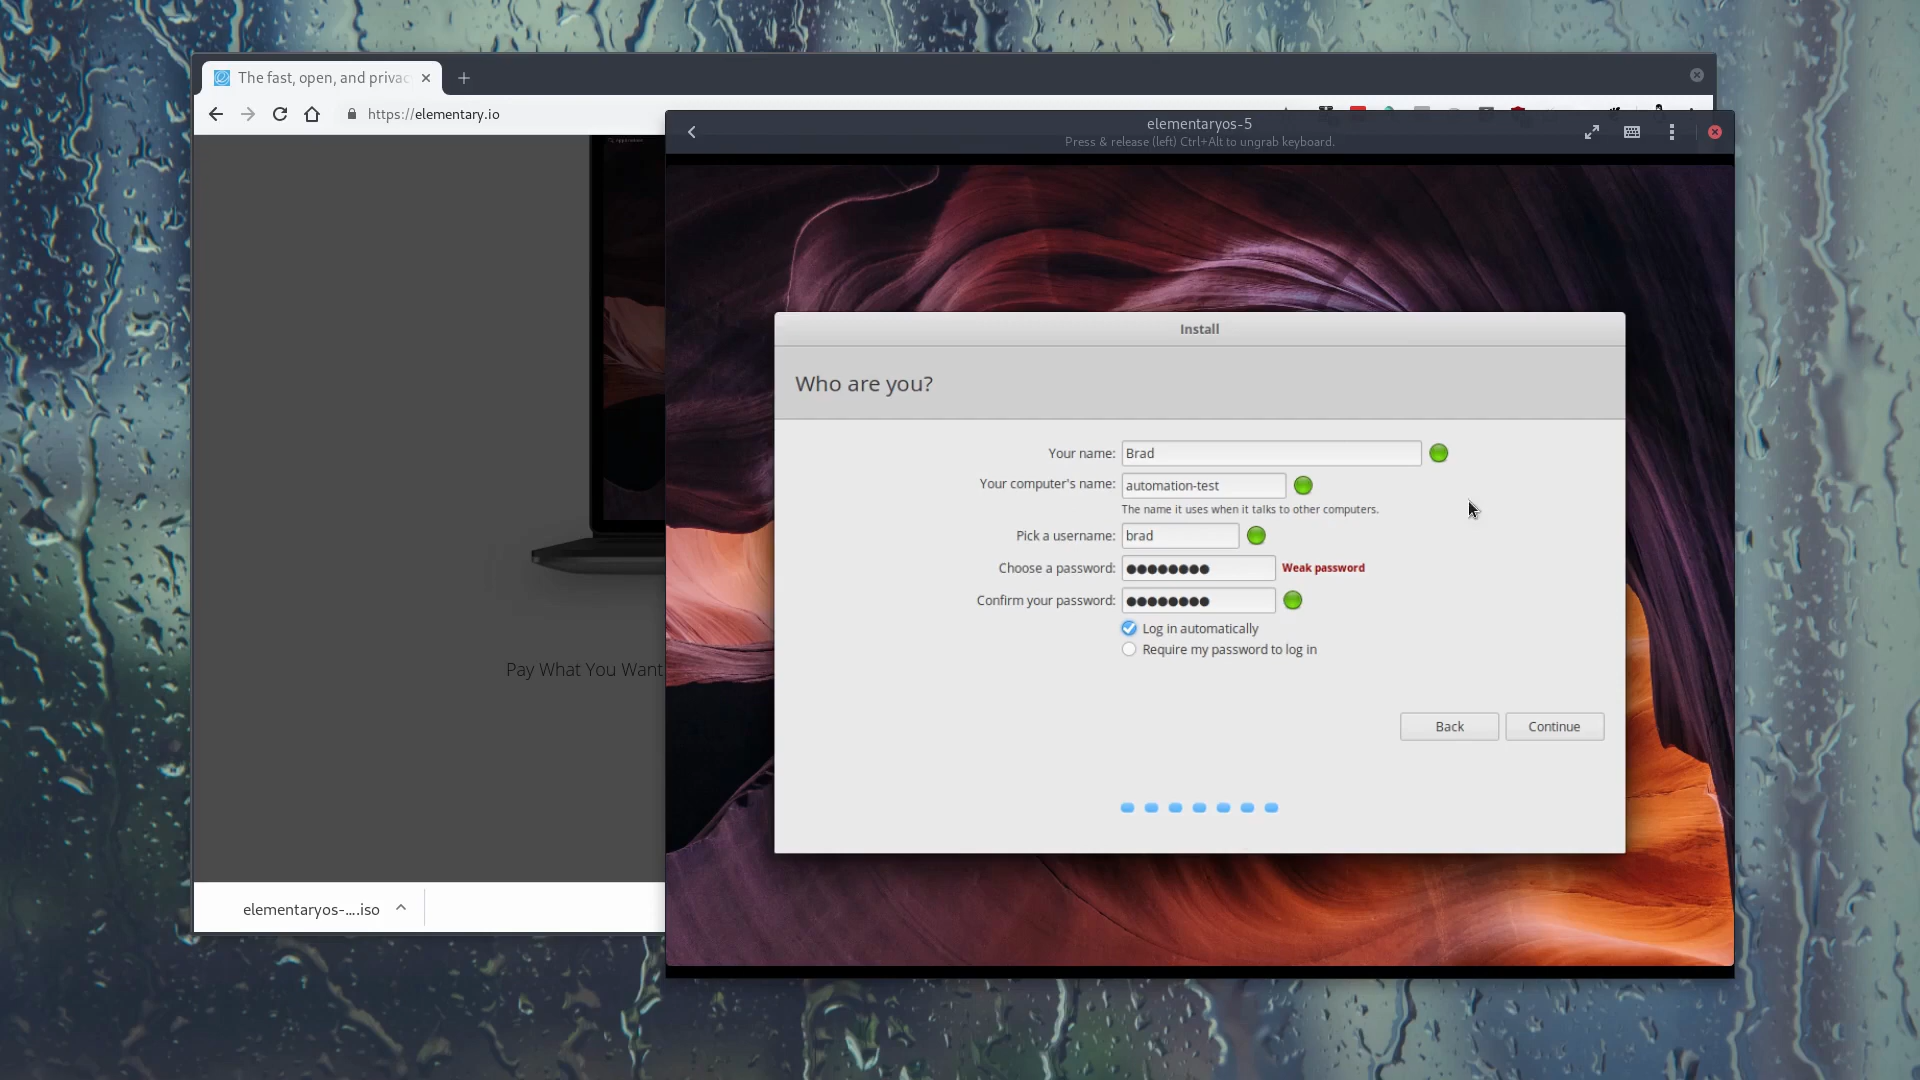 The fast, open, and privac
https://elementary.io
elementaryos-5
Press & release (left) Ctrl+Alt to ungrab keyboard.
Install
Who are you?
Your name: Brad
Your computer's name: automation-test
The name it uses when it talks to other computers.
Pick a username: brad
Choose a password: ●●●●●●●● Weak password
Confirm your password: ●●●●●●●●
Log in automatically
Require my password to log in
Pay What You Want
Back Continue
elementaryos-....iso